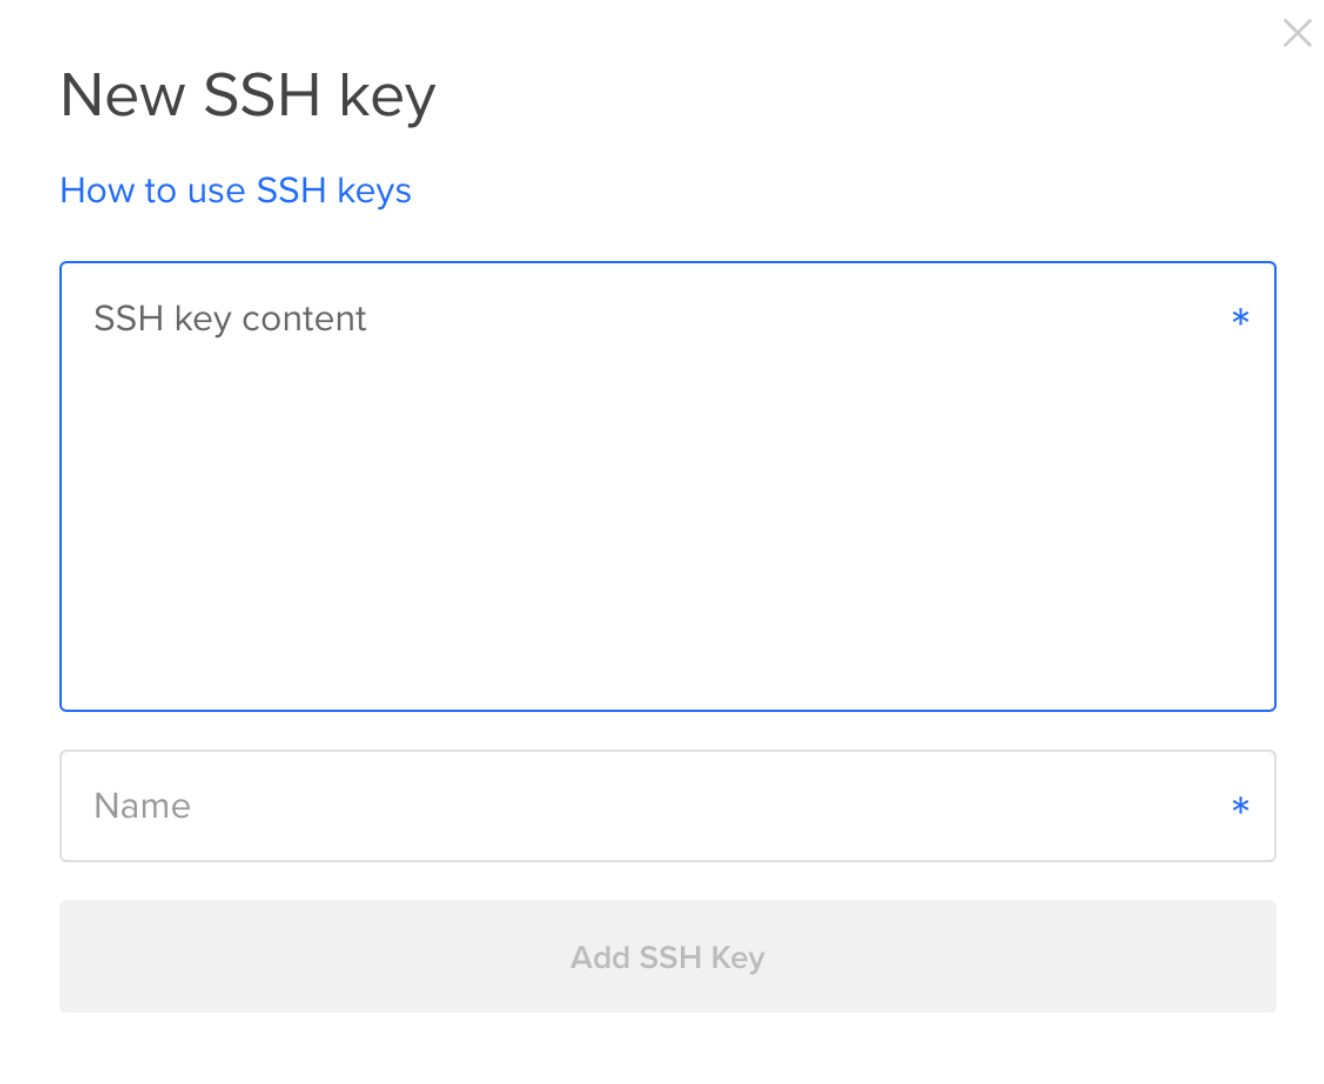 New SSH key
How to use SSH keys
SSH key content *
Name *
Add SSH Key